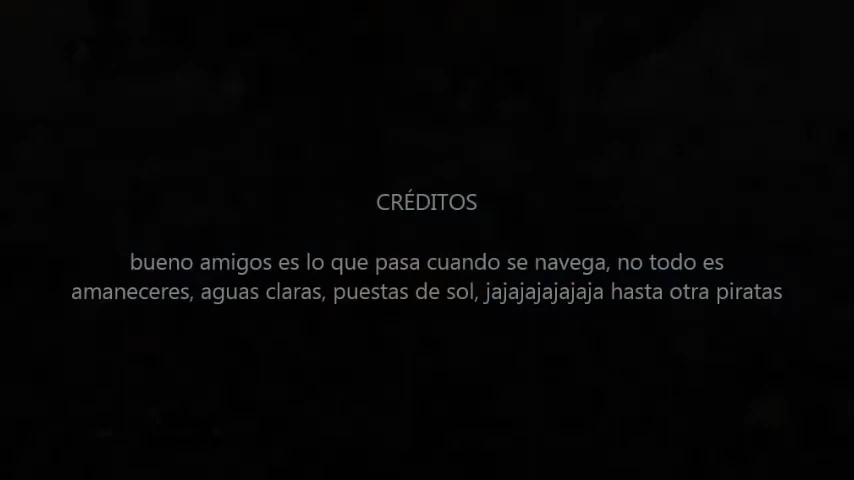 CRÉDITOS
bueno amigos es lo que pasa cuando se navega, no todo es
amaneceres, aguas claras, puestas de sol, jajajajajajaja hasta otra piratas